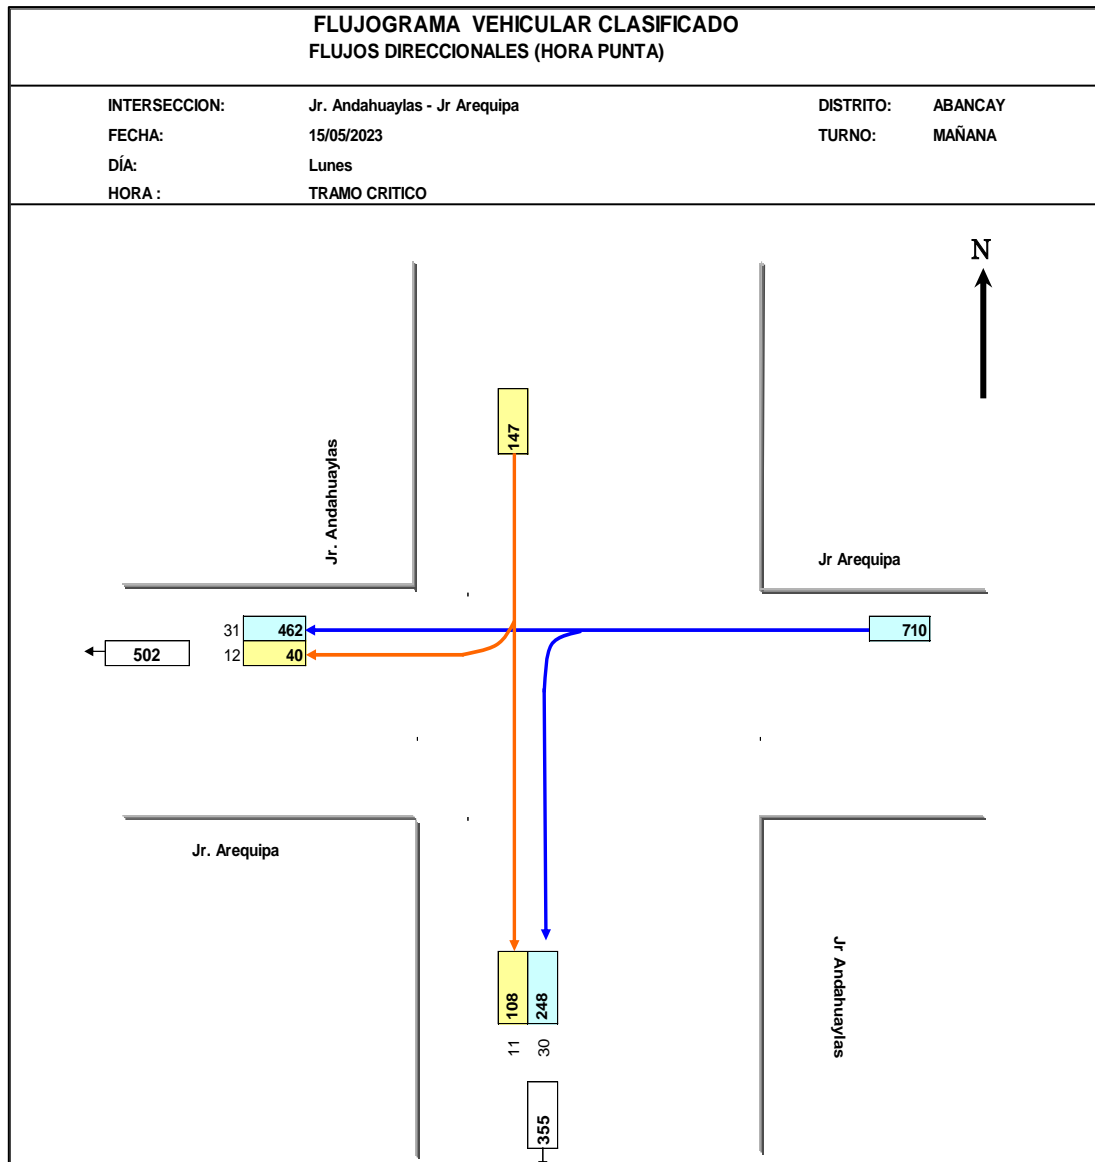 FLUJOGRAMA VEHICULAR CLASIFICADO
FLUJOS DIRECCIONALES (HORA PUNTA)
INTERSECCION: Jr. Andahuaylas - Jr Arequipa DISTRITO: ABANCAY
FECHA: 15/05/2023 TURNO: MAÑANA
DÍA: Lunes
HORA : TRAMO CRITICO
N
147
Jr. Andahuaylas
Jr Arequipa
31 462 710
502 12 40
Jr. Arequipa
Jr Andahuaylas
108 248
11 30
355